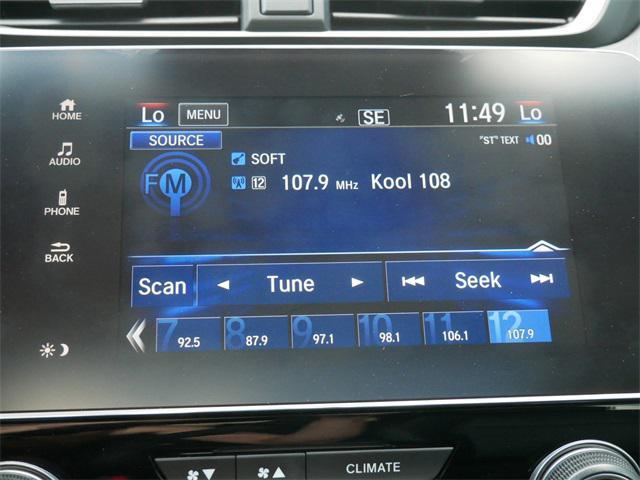 HOME
AUDIO
PHONE
BACK
Lo MENU SE 11:49 Lo
SOURCE "ST" TEXT 00
FM SOFT
12 107.9 MHz Kool 108
Scan Tune Seek
7 92.5 8 87.9 9 97.1 10 98.1 11 106.1 12 107.9
CLIMATE